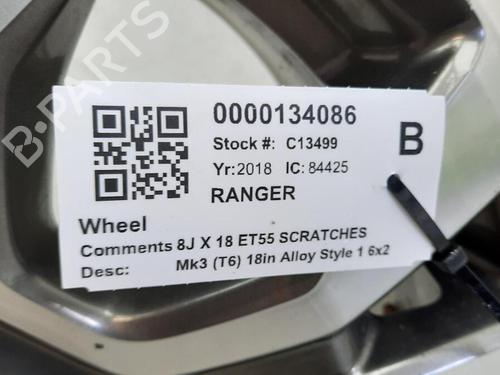 0000134086
Stock #: C13499
B
Yr:2018 IC: 84425
RANGER
Wheel
Comments 8J X 18 ET55 SCRATCHES
Desc: Mk3 (T6) 18in Alloy Style 1 6x2
B-PARTS
B-PARTS